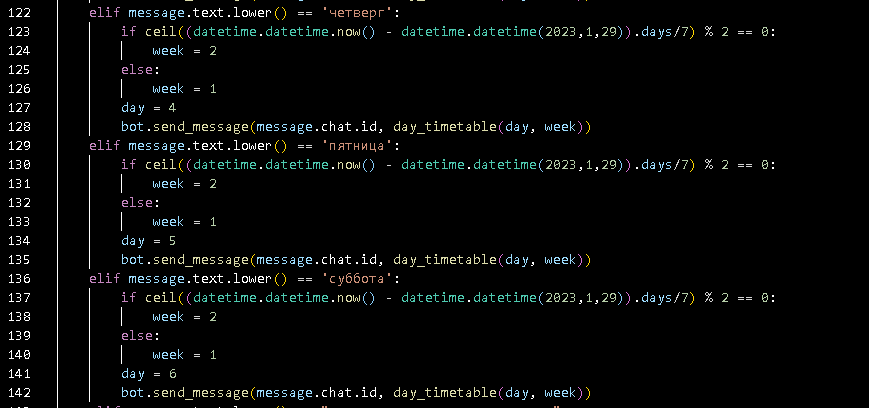 122 elif message.text.lower() == 'четверг':
123 if ceil((datetime.datetime.now() - datetime.datetime(2023,1,29)).days/7) % 2 == 0:
124 week = 2
125 else:
126 week = 1
127 day = 4
128 bot.send_message(message.chat.id, day_timetable(day, week))
129 elif message.text.lower() == 'пятница':
130 if ceil((datetime.datetime.now() - datetime.datetime(2023,1,29)).days/7) % 2 == 0:
131 week = 2
132 else:
133 week = 1
134 day = 5
135 bot.send_message(message.chat.id, day_timetable(day, week))
136 elif message.text.lower() == 'суббота':
137 if ceil((datetime.datetime.now() - datetime.datetime(2023,1,29)).days/7) % 2 == 0:
138 week = 2
139 else:
140 week = 1
141 day = 6
142 bot.send_message(message.chat.id, day_timetable(day, week))